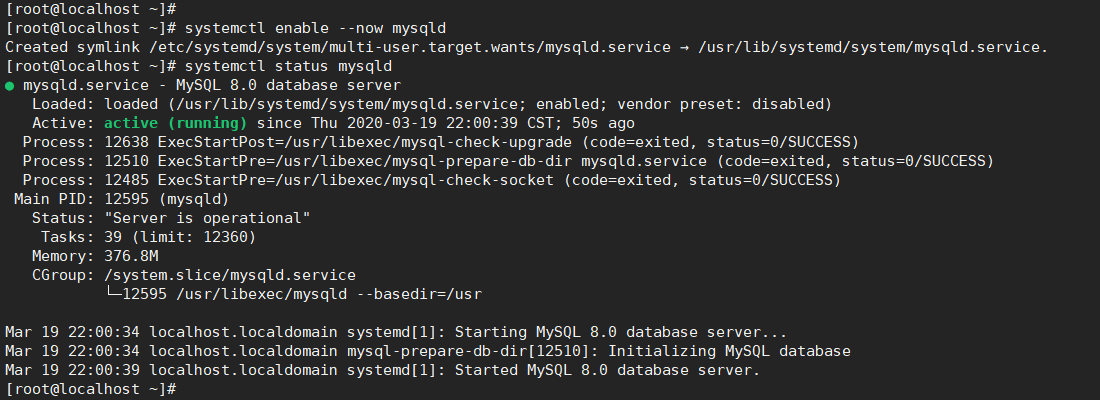 [root@localhost ~]#
[root@localhost ~]# systemctl enable --now mysqld
Created symlink /etc/systemd/system/multi-user.target.wants/mysqld.service → /usr/lib/systemd/system/mysqld.service.
[root@localhost ~]# systemctl status mysqld
● mysqld.service - MySQL 8.0 database server
   Loaded: loaded (/usr/lib/systemd/system/mysqld.service; enabled; vendor preset: disabled)
   Active: active (running) since Thu 2020-03-19 22:00:39 CST; 50s ago
  Process: 12638 ExecStartPost=/usr/libexec/mysql-check-upgrade (code=exited, status=0/SUCCESS)
  Process: 12510 ExecStartPre=/usr/libexec/mysql-prepare-db-dir mysqld.service (code=exited, status=0/SUCCESS)
  Process: 12485 ExecStartPre=/usr/libexec/mysql-check-socket (code=exited, status=0/SUCCESS)
 Main PID: 12595 (mysqld)
   Status: "Server is operational"
    Tasks: 39 (limit: 12360)
   Memory: 376.8M
   CGroup: /system.slice/mysqld.service
           └─12595 /usr/libexec/mysqld --basedir=/usr

Mar 19 22:00:34 localhost.localdomain systemd[1]: Starting MySQL 8.0 database server...
Mar 19 22:00:34 localhost.localdomain mysql-prepare-db-dir[12510]: Initializing MySQL database
Mar 19 22:00:39 localhost.localdomain systemd[1]: Started MySQL 8.0 database server.
[root@localhost ~]#